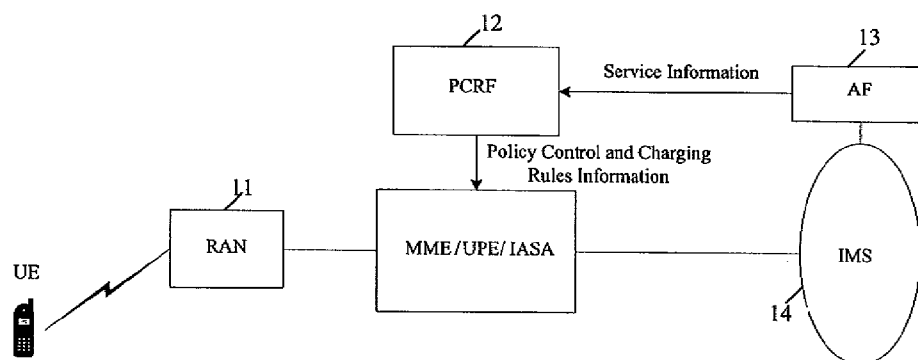 12
13
PCRF
Service Information
AF
Policy Control and Charging
Rules Information
11
RAN
MME/UPE/IASA
IMS
UE
14